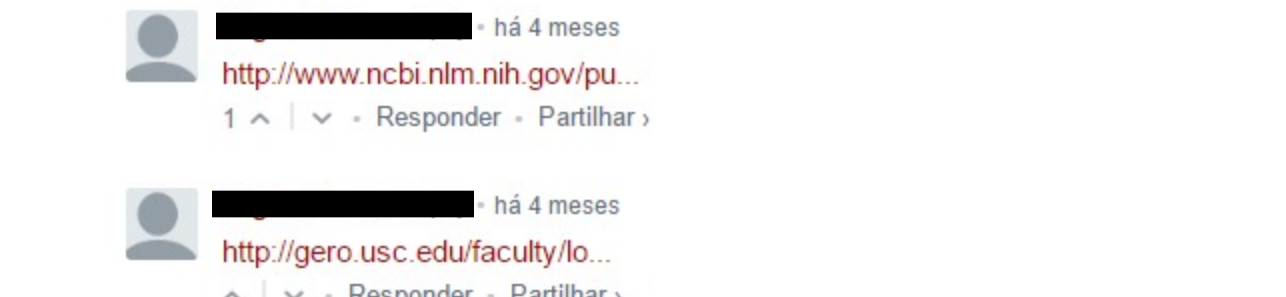 • há 4 meses
http://www.ncbi.nlm.nih.gov/pu...
1 • Responder • Partilhar ›
• há 4 meses
http://gero.usc.edu/faculty/lo...
• Responder • Partilhar ›